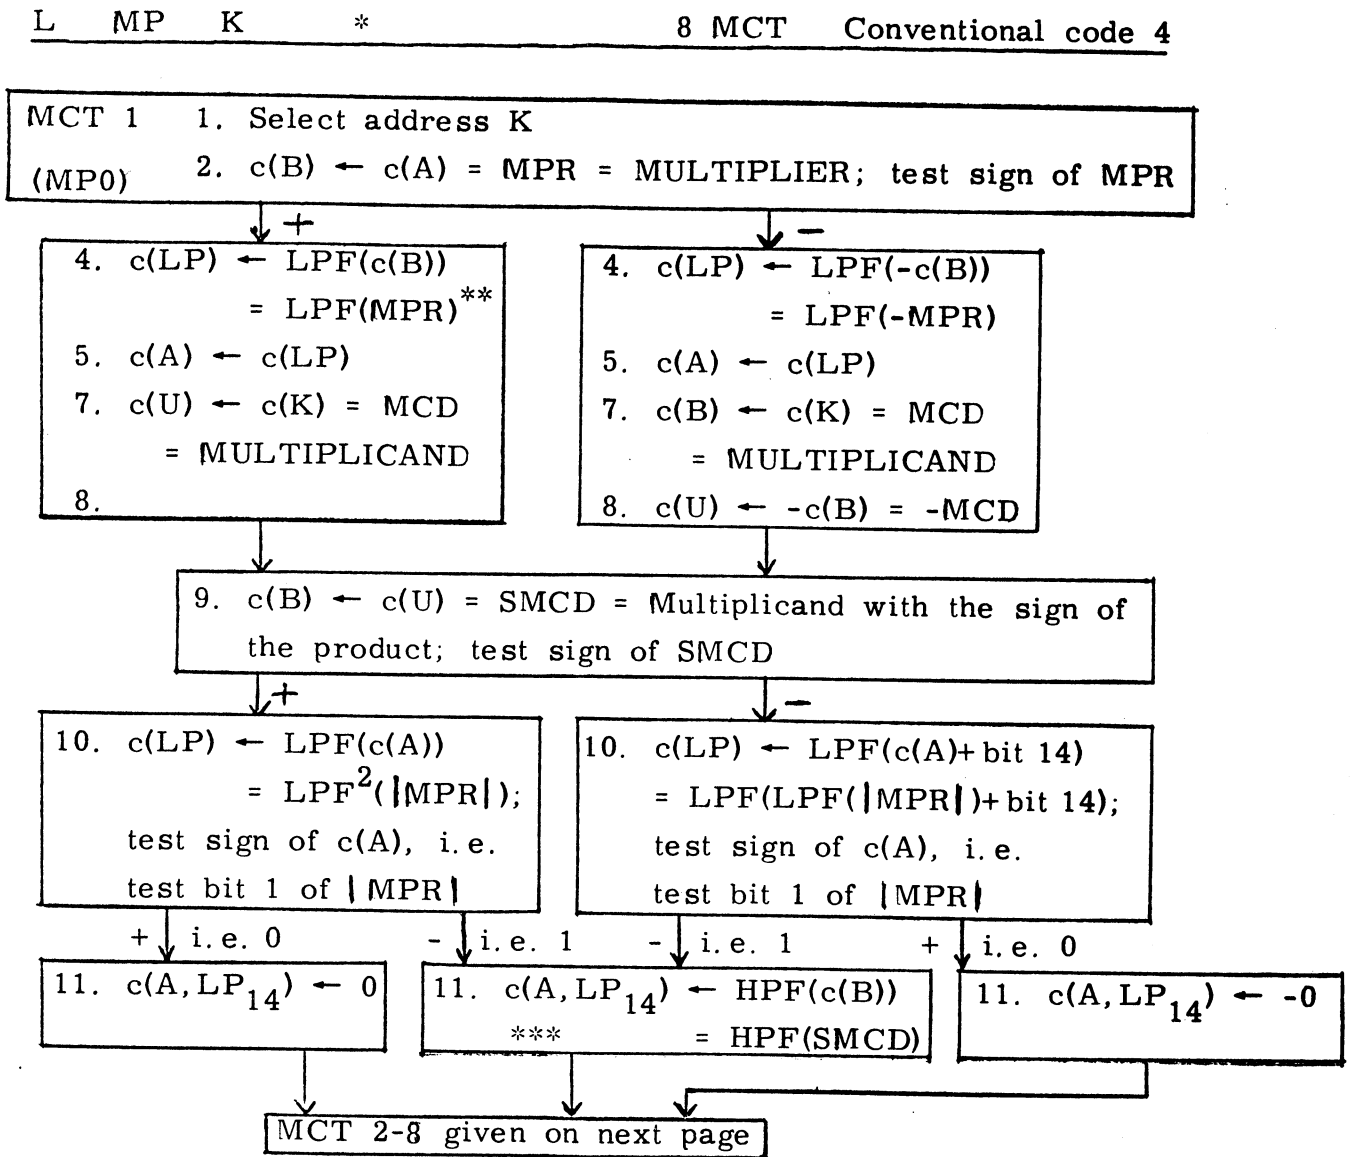 L MP K * 8 MCT Conventional code 4
MCT 1 1. Select address K
(MP0) 2. c(B) ← c(A) = MPR = MULTIPLIER; test sign of MPR
+
4. c(LP) ← LPF(c(B))
= LPF(MPR)**
5. c(A) ← c(LP)
7. c(U) ← c(K) = MCD
= MULTIPLICAND
8.
-
4. c(LP) ← LPF(-c(B))
= LPF(-MPR)
5. c(A) ← c(LP)
7. c(B) ← c(K) = MCD
= MULTIPLICAND
8. c(U) ← -c(B) = -MCD
9. c(B) ← c(U) = SMCD = Multiplicand with the sign of
the product; test sign of SMCD
+
10. c(LP) ← LPF(c(A))
= LPF²(|MPR|);
test sign of c(A), i.e.
test bit 1 of |MPR|
-
10. c(LP) ← LPF(c(A)+bit 14)
= LPF(LPF(|MPR|)+bit 14);
test sign of c(A), i.e.
test bit 1 of |MPR|
+ i.e. 0
- i.e. 1
- i.e. 1
+ i.e. 0
11. c(A,LP₁₄) ← 0
11. c(A,LP₁₄) ← HPF(c(B))
*** = HPF(SMCD)
11. c(A,LP₁₄) ← -0
MCT 2-8 given on next page